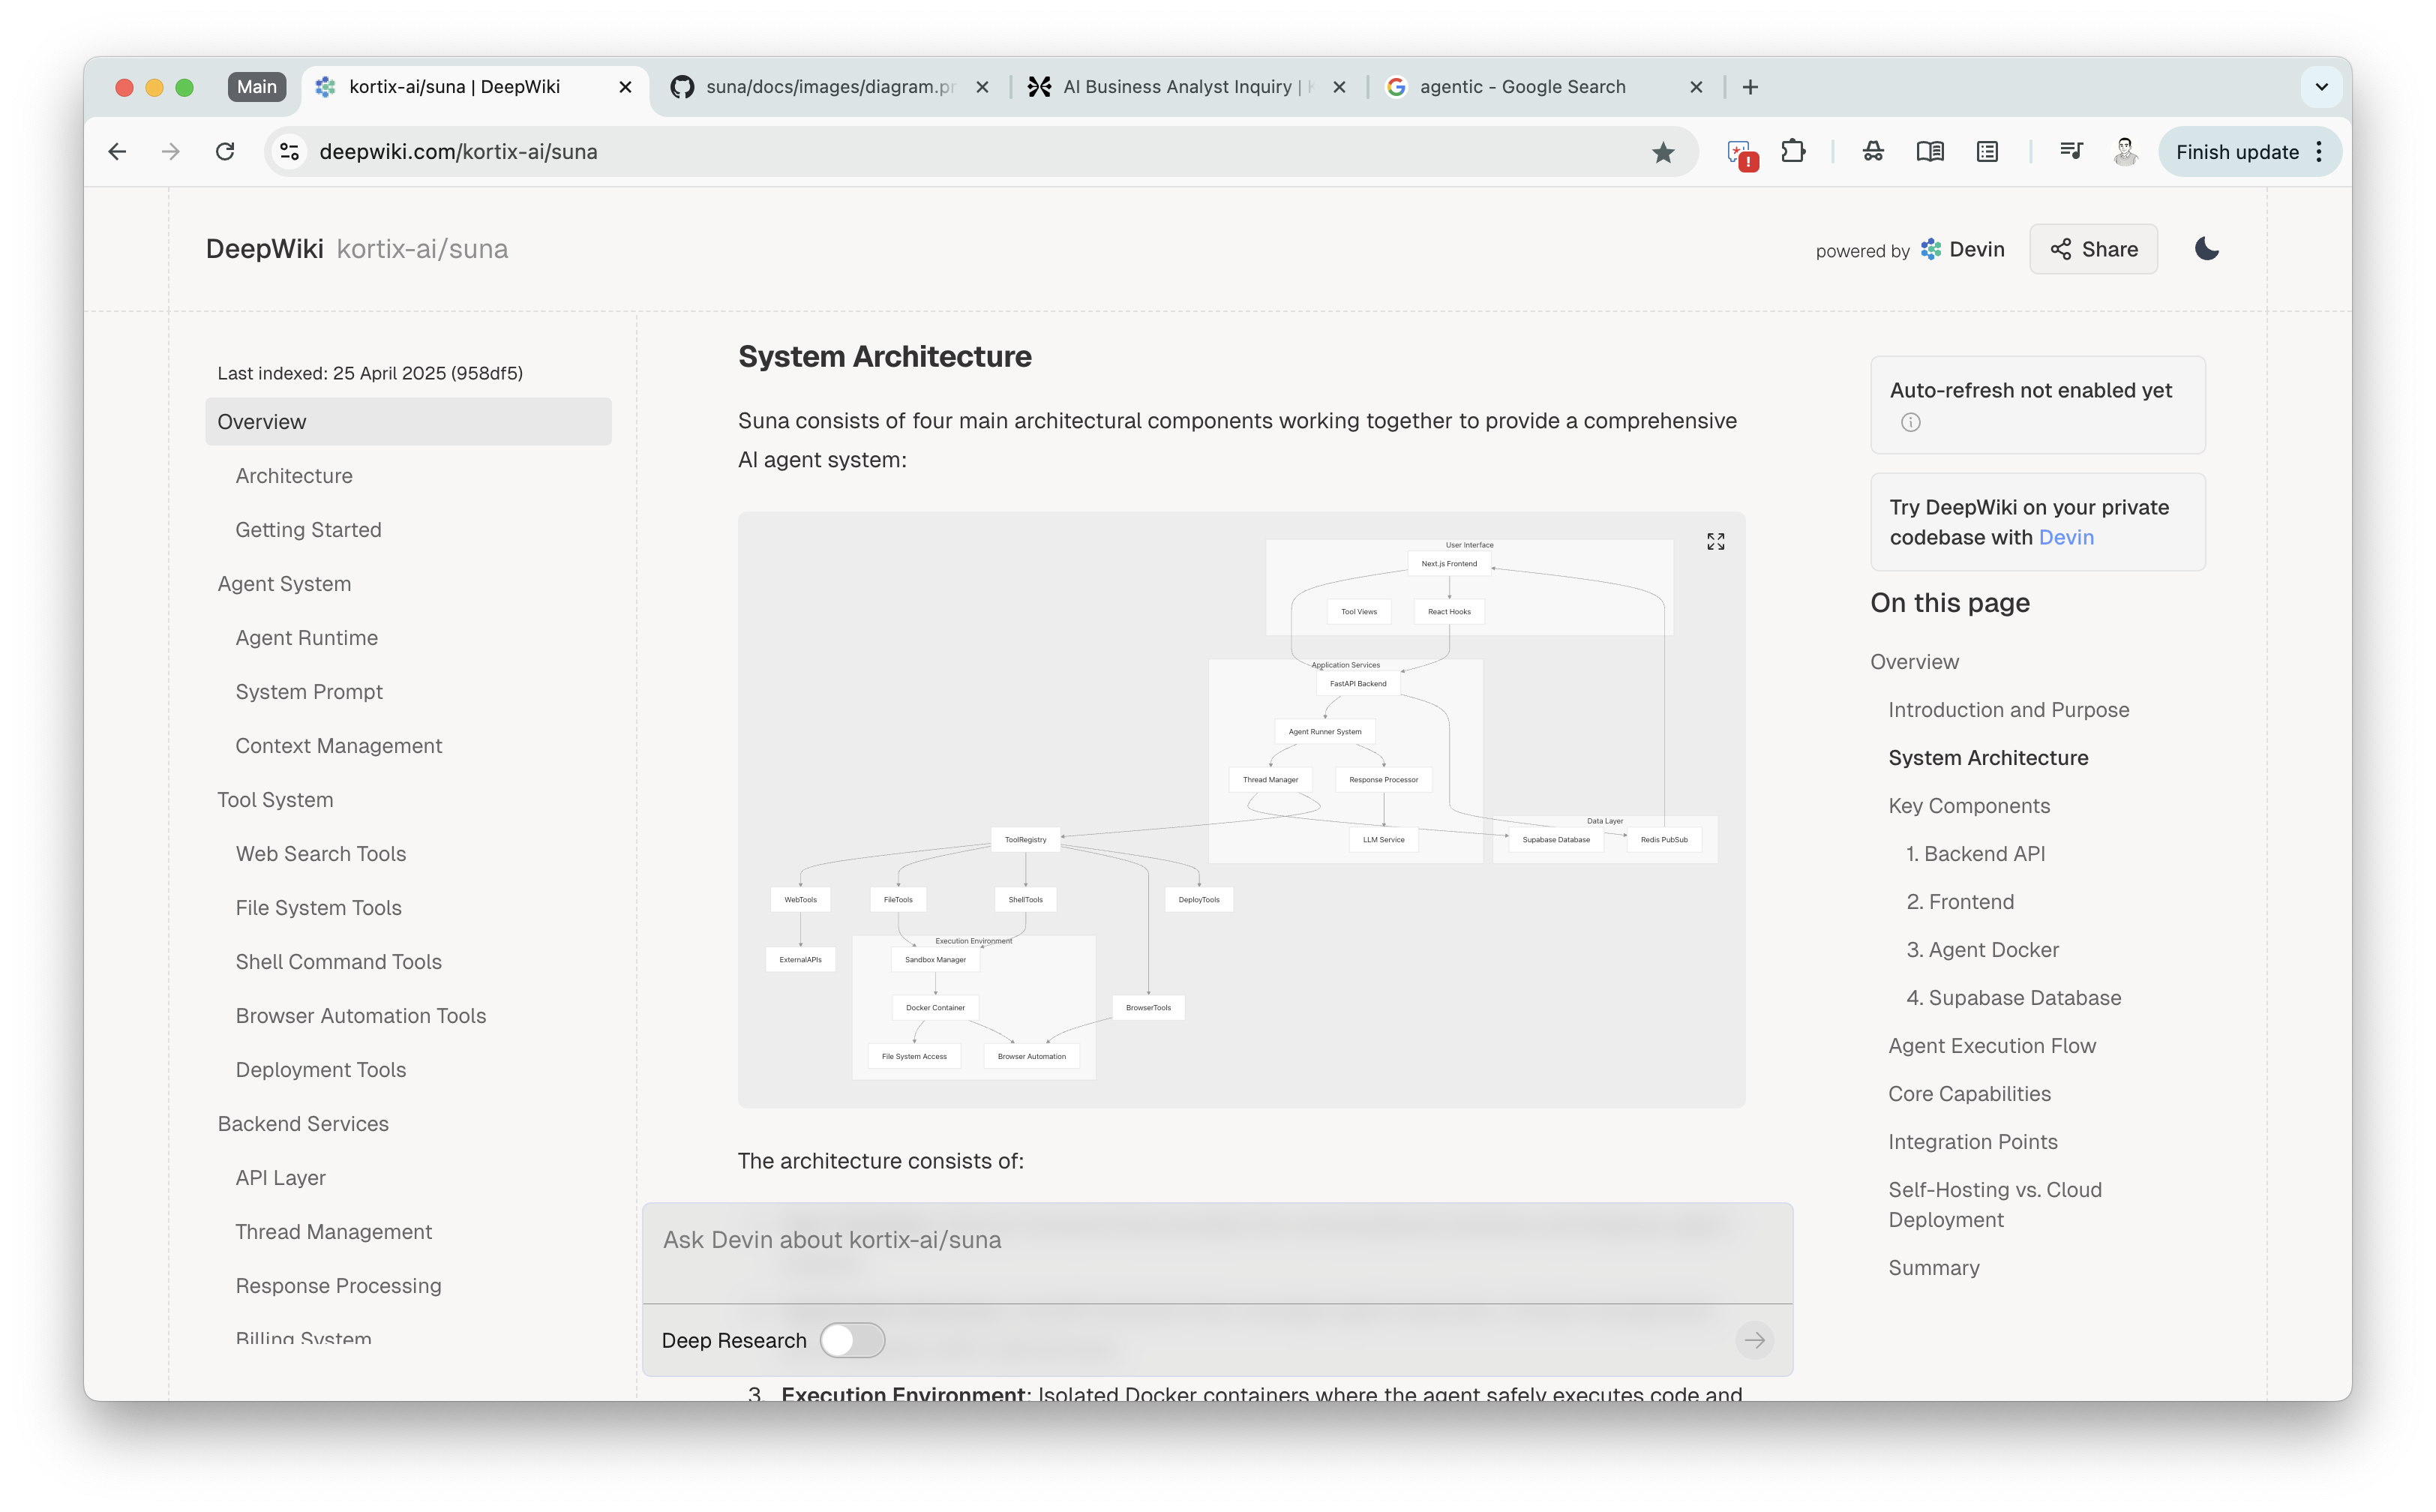 Main
kortix-ai/suna | DeepWiki
suna/docs/images/diagram.pr
AI Business Analyst Inquiry |
agentic - Google Search
deepwiki.com/kortix-ai/suna
Finish update
DeepWiki kortix-ai/suna
powered by Devin
Share
Last indexed: 25 April 2025 (958df5)
Overview
Architecture
Getting Started
Agent System
Agent Runtime
System Prompt
Context Management
Tool System
Web Search Tools
File System Tools
Shell Command Tools
Browser Automation Tools
Deployment Tools
Backend Services
API Layer
Thread Management
Response Processing
Billing System
System Architecture
Suna consists of four main architectural components working together to provide a comprehensive
AI agent system:
User Interface
Next.js Frontend
Tool Views
React Hooks
Application Services
FastAPI Backend
Agent Runner System
Thread Manager
Response Processor
Data Layer
ToolRegistry
LLM Service
Supabase Database
Redis PubSub
WebTools
FileTools
ShellTools
DeployTools
Execution Environment
ExternalAPIs
Sandbox Manager
Docker Container
BrowserTools
File System Access
Browser Automation
The architecture consists of:
Ask Devin about kortix-ai/suna
Deep Research
3. Execution Environment: Isolated Docker containers where the agent safely executes code and
Auto-refresh not enabled yet
Try DeepWiki on your private
codebase with Devin
On this page
Overview
Introduction and Purpose
System Architecture
Key Components
1. Backend API
2. Frontend
3. Agent Docker
4. Supabase Database
Agent Execution Flow
Core Capabilities
Integration Points
Self-Hosting vs. Cloud
Deployment
Summary